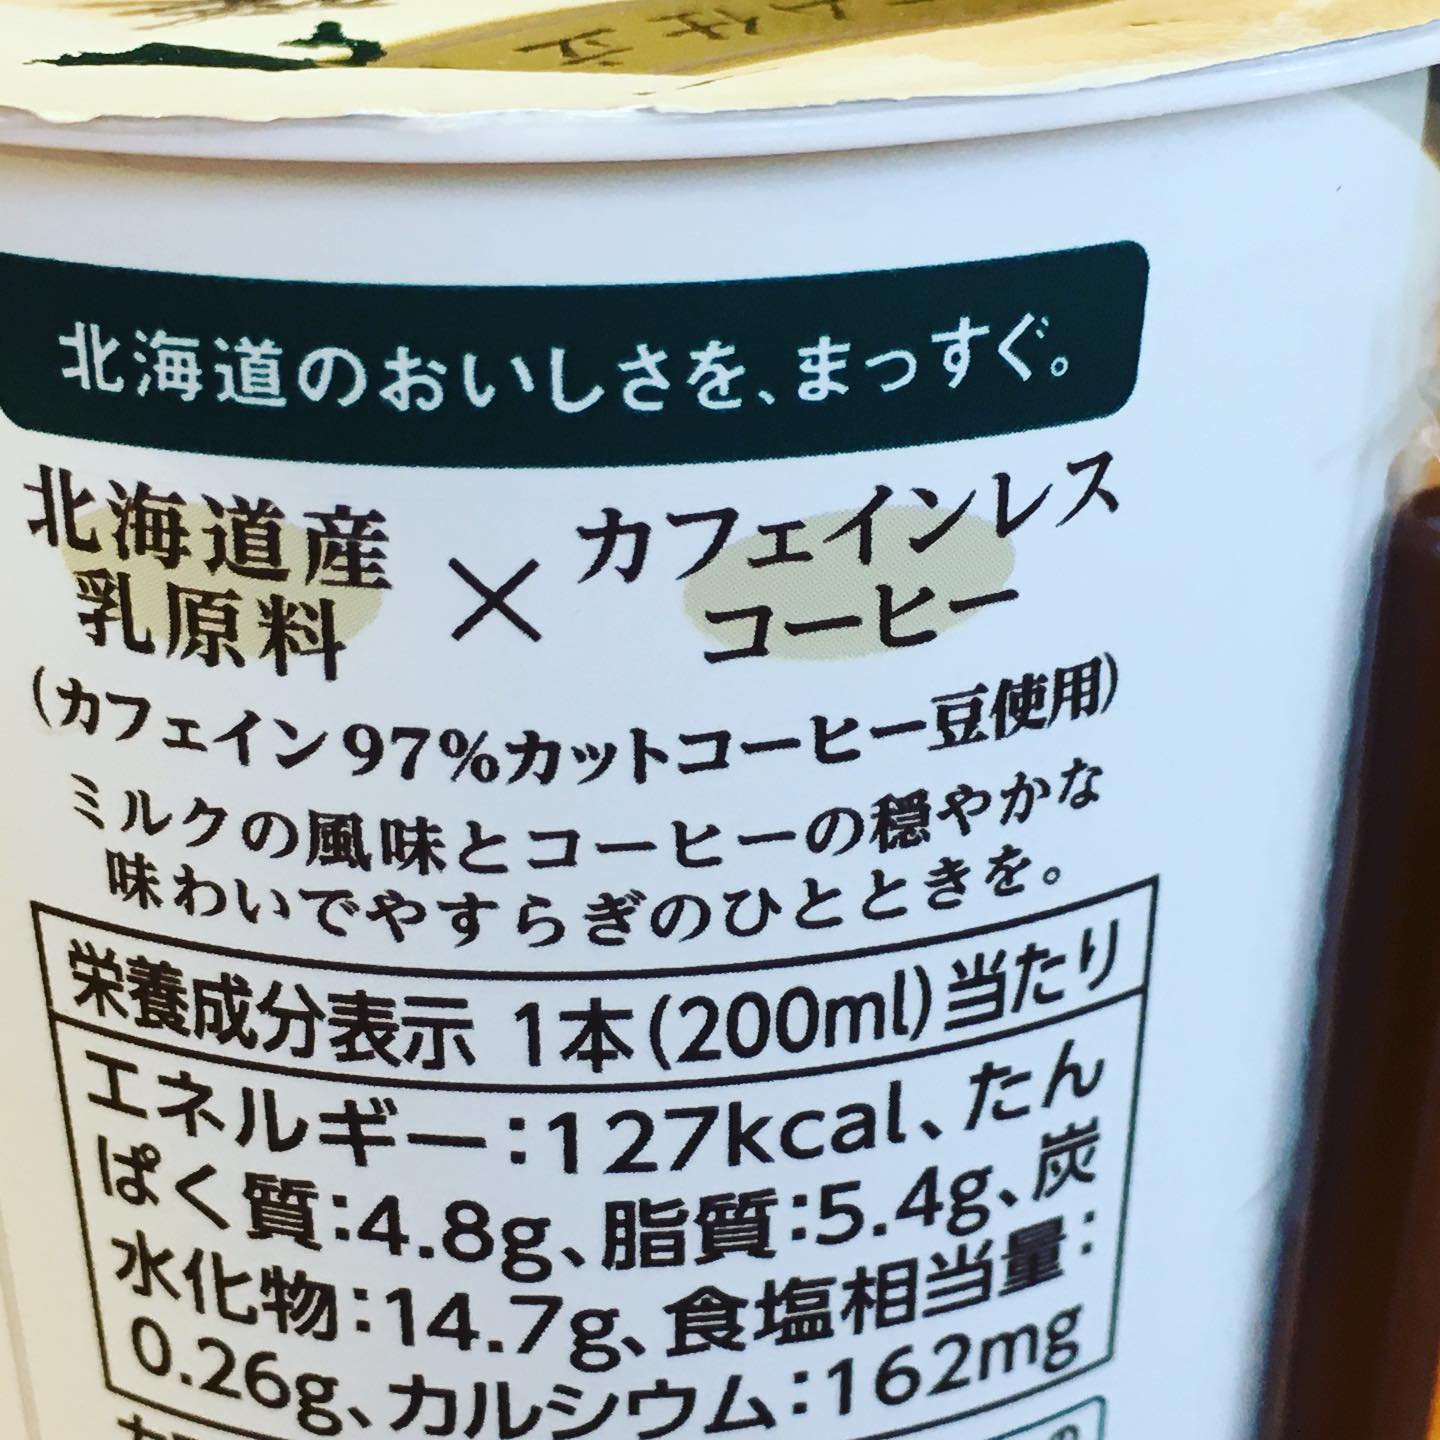 北海道のおいしさを、まっすぐ。
北海道産
乳原料
×
カフェインレス
コーヒー
(カフェイン97%カットコーヒー豆使用)
ミルクの風味とコーヒーの穏やかな
味わいでやすらぎのひとときを。
栄養成分表示 1本(200ml)当たり
エネルギー:127kcal、たん
ぱく質:4.8g、脂質:5.4g、炭
水化物:14.7g、食塩相当量:
0.26g、カルシウム:162mg